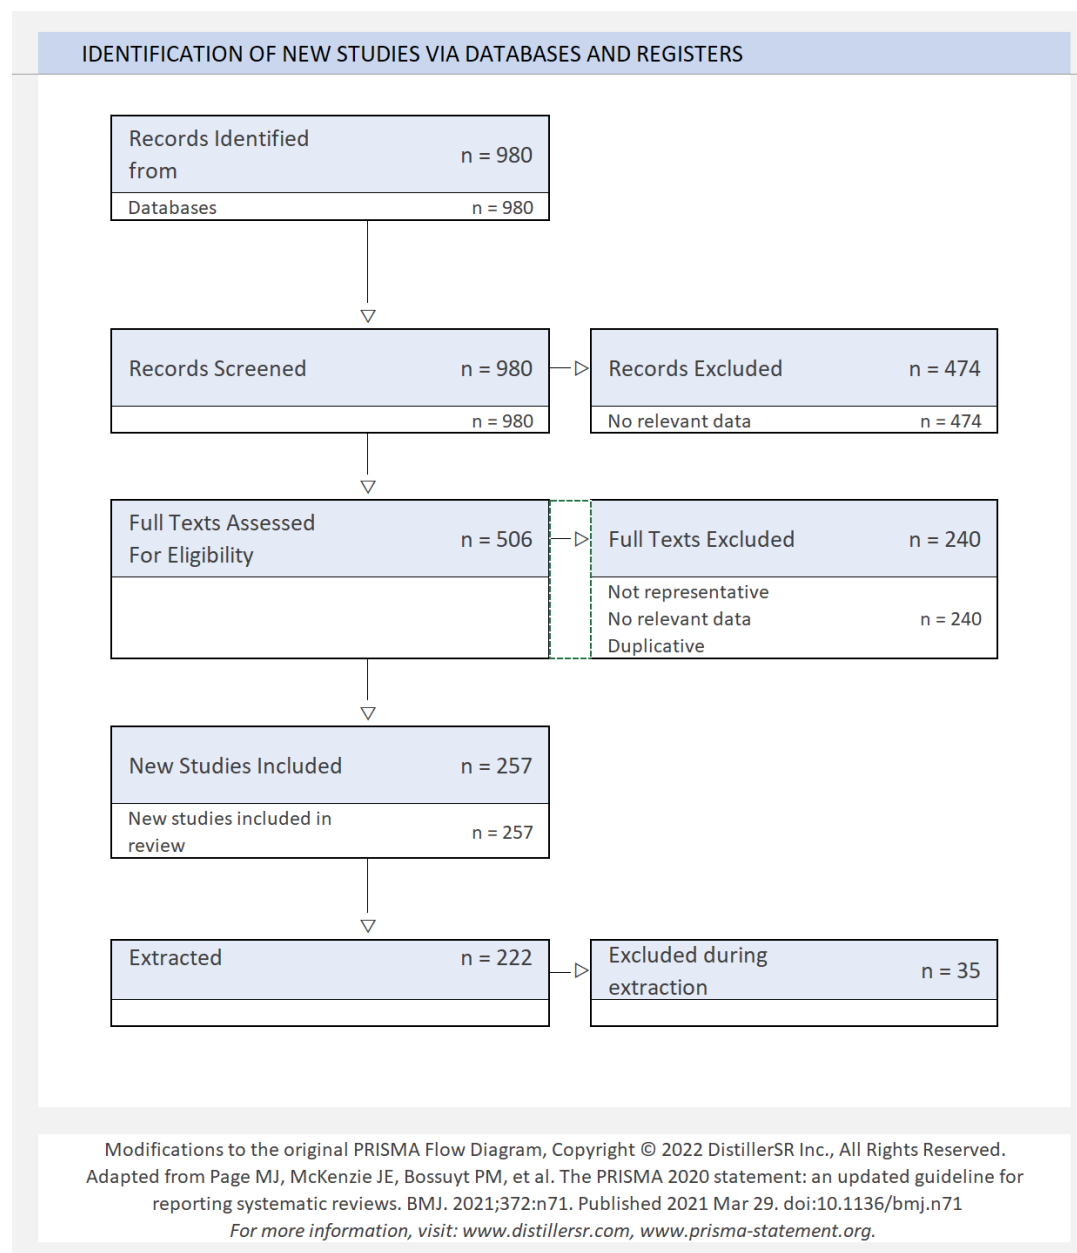 IDENTIFICATION OF NEW STUDIES VIA DATABASES AND REGISTERS
Records Identified
from
n = 980
Databases
n = 980
Records Screened
n = 980
n = 980
Records Excluded
n = 474
No relevant data
n = 474
Full Texts Assessed
For Eligibility
n = 506
Full Texts Excluded
n = 240
Not representative
No relevant data
Duplicative
n = 240
New Studies Included
n = 257
New studies included in
review
n = 257
Extracted
n = 222
Excluded during
extraction
n = 35
Modifications to the original PRISMA Flow Diagram, Copyright © 2022 DistillerSR Inc., All Rights Reserved.
Adapted from Page MJ, McKenzie JE, Bossuyt PM, et al. The PRISMA 2020 statement: an updated guideline for
reporting systematic reviews. BMJ. 2021;372:n71. Published 2021 Mar 29. doi:10.1136/bmj.n71
For more information, visit: www.distillersr.com, www.prisma-statement.org.